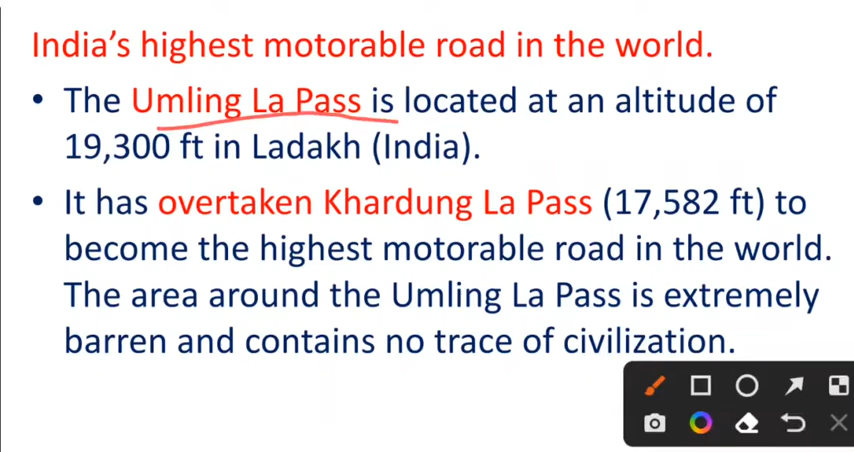 India’s highest motorable road in the world.
• The Umling La Pass is located at an altitude of
19,300 ft in Ladakh (India).
• It has overtaken Khardung La Pass (17,582 ft) to
become the highest motorable road in the world.
The area around the Umling La Pass is extremely
barren and contains no trace of civilization.